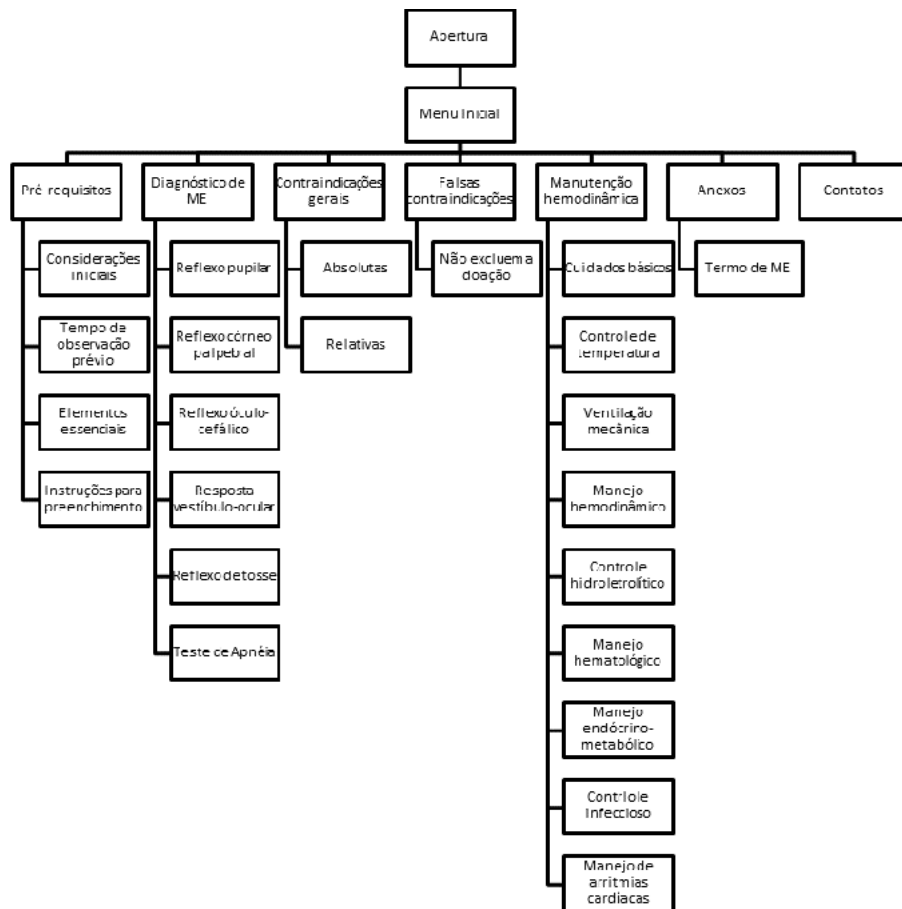 Abertura
Menu Inicial
Pré requisitos
Diagnóstico de
ME
Contraindicações
gerais
Falsas
contraindicações
Manutenção
hemodinâmica
Anexos
Contatos
Considerações
iniciais
Tempo de
observação
prévio
Elementos
essenciais
Instruções para
preenchimento
Reflexo pupilar
Reflexo córneo
palpebral
Reflexo óculo-
cefálico
Resposta
vestíbulo-ocular
Reflexo de tosse
Teste de Apnéia
Absolutas
Relativas
Não excluem a
doação
Cuidados básicos
Controle de
temperatura
Ventilação
mecânica
Manejo
hemodinâmico
Controle
hidroletrolítico
Manejo
hematológico
Manejo
endócrino-
metabólico
Controle
infeccioso
Manejo de
arritmias
cardiacas
Termo de ME